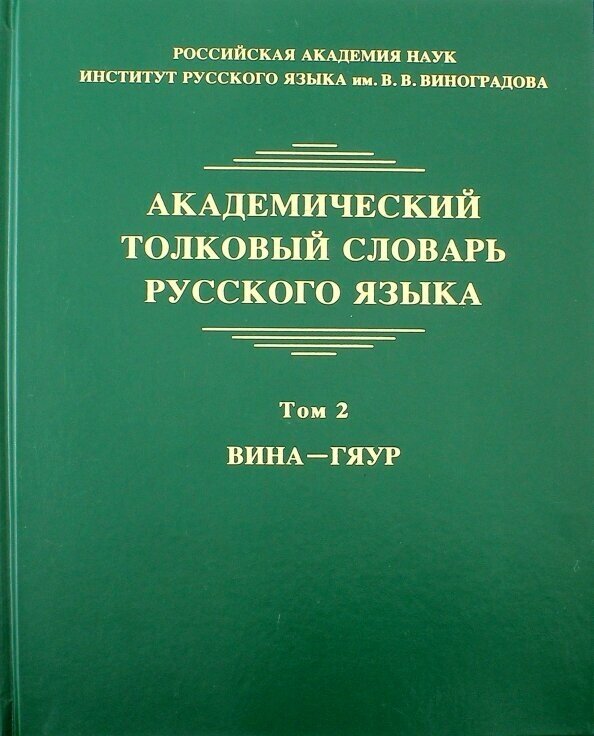 РОССИЙСКАЯ АКАДЕМИЯ НАУК
ИНСТИТУТ РУССКОГО ЯЗЫКА им. В. В. ВИНОГРАДОВА
АКАДЕМИЧЕСКИЙ
ТОЛКОВЫЙ СЛОВАРЬ
РУССКОГО ЯЗЫКА
Том 2
ВИНА—ГЯУР